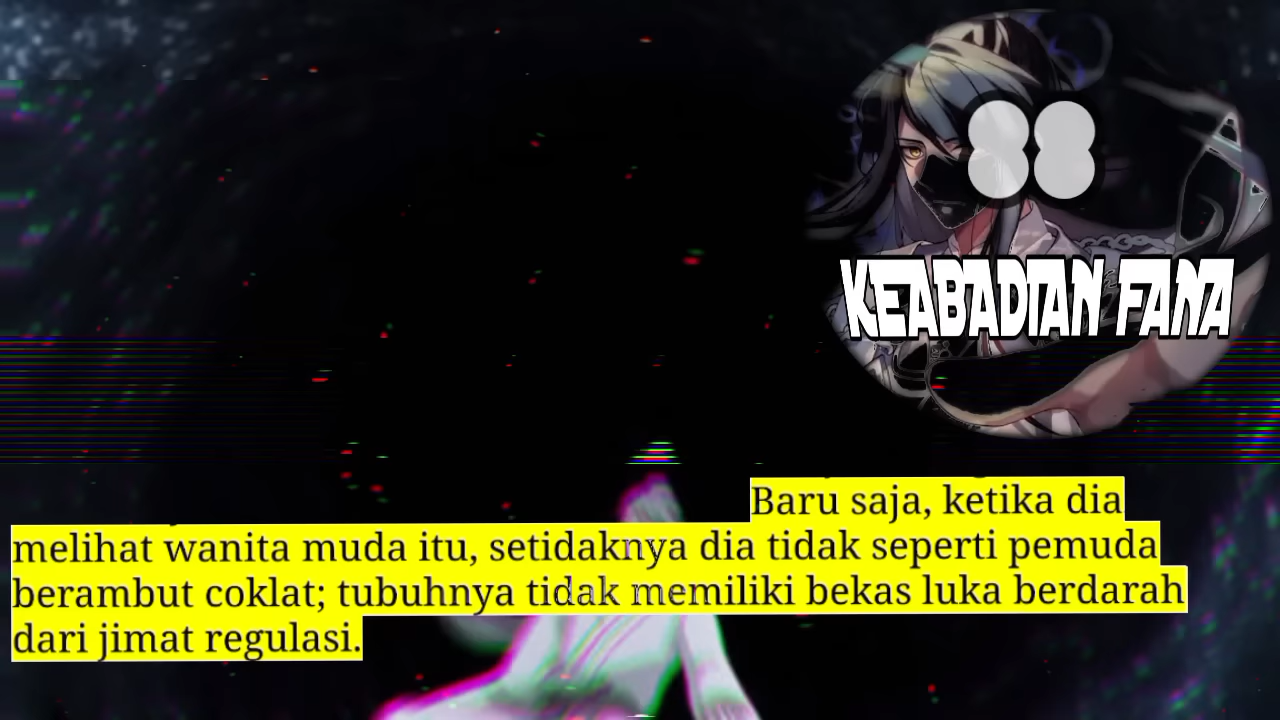 88
KEABADIAN FANA
Baru saja, ketika dia
melihat wanita muda itu, setidaknya dia tidak seperti pemuda
berambut coklat; tubuhnya tidak memiliki bekas luka berdarah
dari jimat regulasi.